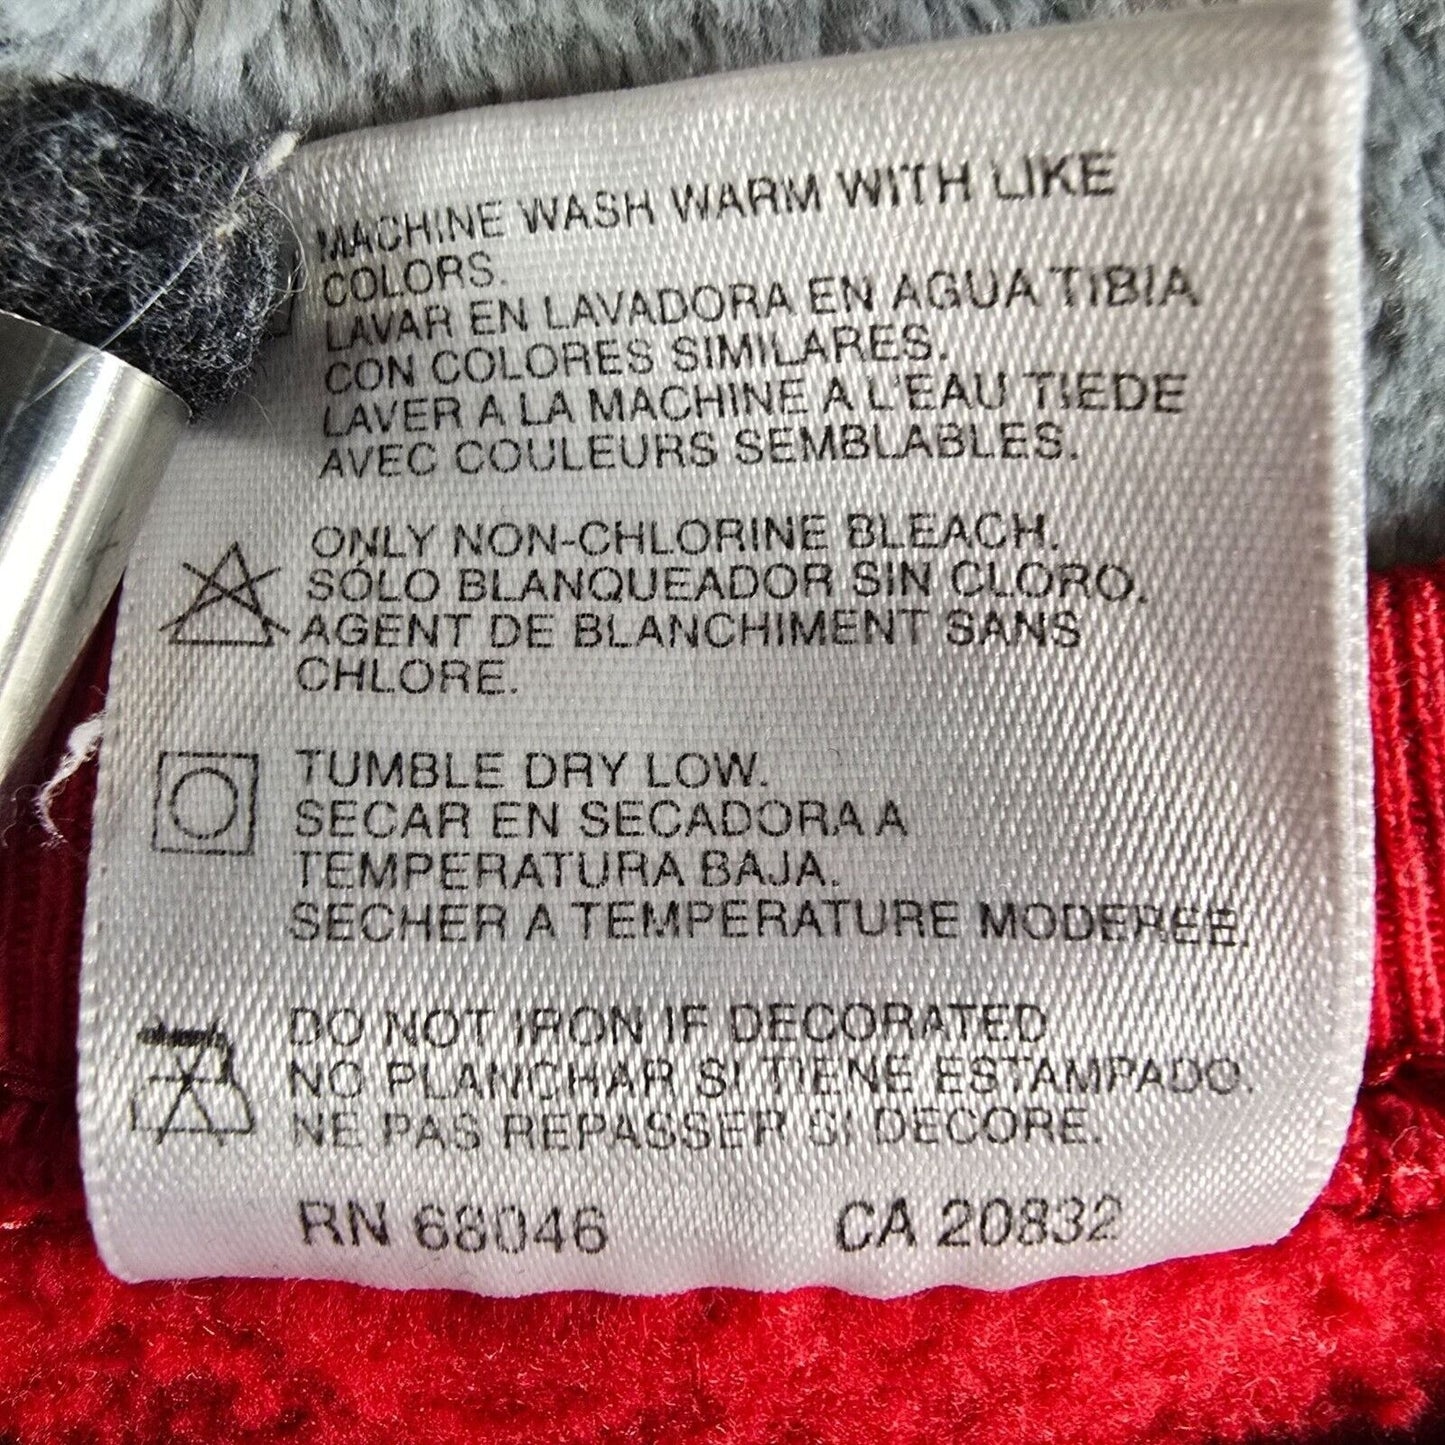 MACHINE WASH WARM WITH LIKE
COLORS.
LAVAR EN LAVADORA EN AGUA TIBIA
CON COLORES SIMILARES.
LAVER A LA MACHINE A L'EAU TIEDE
AVEC COULEURS SEMBLABLES.
ONLY NON-CHLORINE BLEACH.
SÓLO BLANQUEADOR SIN CLORO.
AGENT DE BLANCHIMENT SANS
CHLORE.
TUMBLE DRY LOW.
SECAR EN SECADORA A
TEMPERATURA BAJA.
SECHER A TEMPERATURE MODEREE.
DO NOT IRON IF DECORATED
NO PLANCHAR SI TIENE ESTAMPADO.
NE PAS REPASSER SI DECORE.
RN 68046 CA 20832